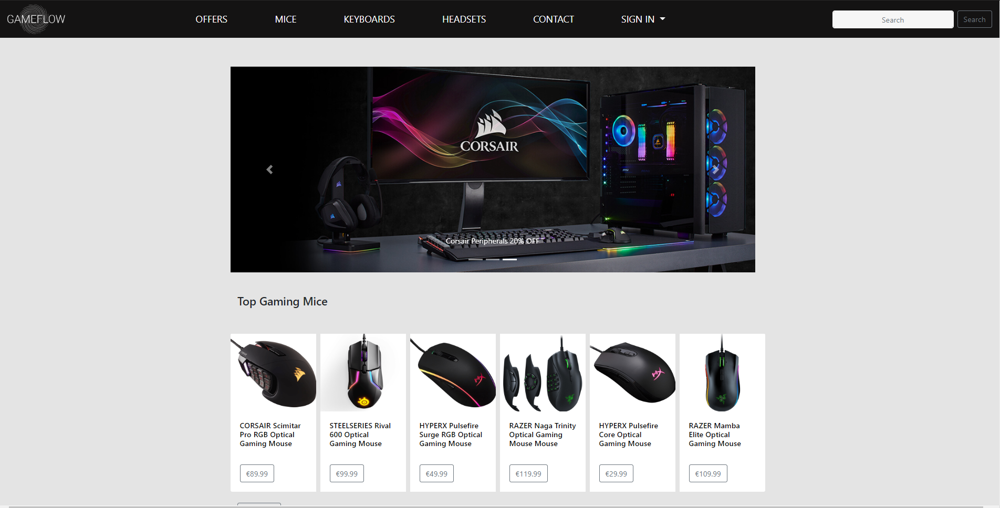 GAMEFLOW
OFFERS
MICE
KEYBOARDS
HEADSETS
CONTACT
SIGN IN
Search
Search
CORSAIR
msi
Corsair Peripherals 20% OFF
Top Gaming Mice
CORSAIR Scimitar
Pro RGB Optical
Gaming Mouse
€89.99
STEELSERIES Rival
600 Optical
Gaming Mouse
€99.99
HYPERX Pulsefire
Surge RGB Optical
Gaming Mouse
€49.99
RAZER Naga Trinity
Optical Gaming
Mouse Mouse
€119.99
HYPERX Pulsefire
Core Optical
Gaming Mouse
€29.99
RAZER Mamba
Elite Optical
Gaming Mouse
€109.99